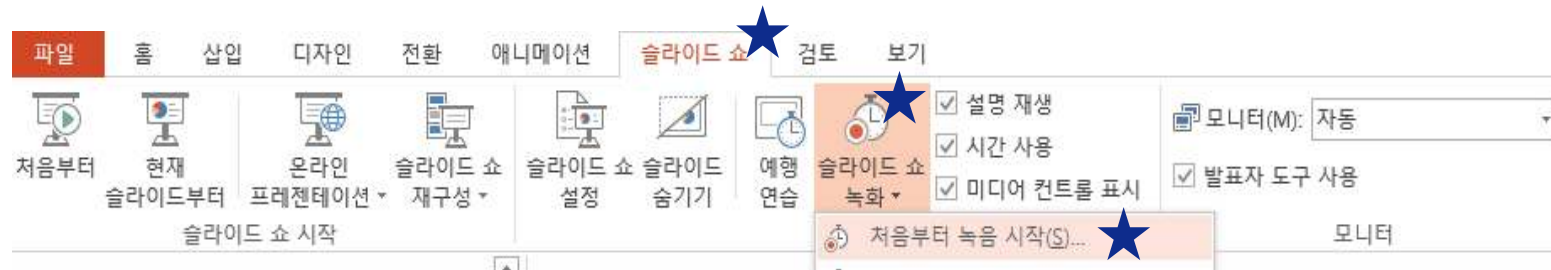 파일 홈 삽입 디자인 전환 애니메이션 슬라이드 쇼 검토 보기
처음부터
현재
슬라이드부터
온라인
프레젠테이션
슬라이드 쇼
재구성
슬라이드 쇼
설정
슬라이드
숨기기
예행
연습
슬라이드 쇼
녹화
설명 재생
시간 사용
미디어 컨트롤 표시
모니터(M): 자동
발표자 도구 사용
슬라이드 쇼 시작
모니터
처음부터 녹음 시작(S)...